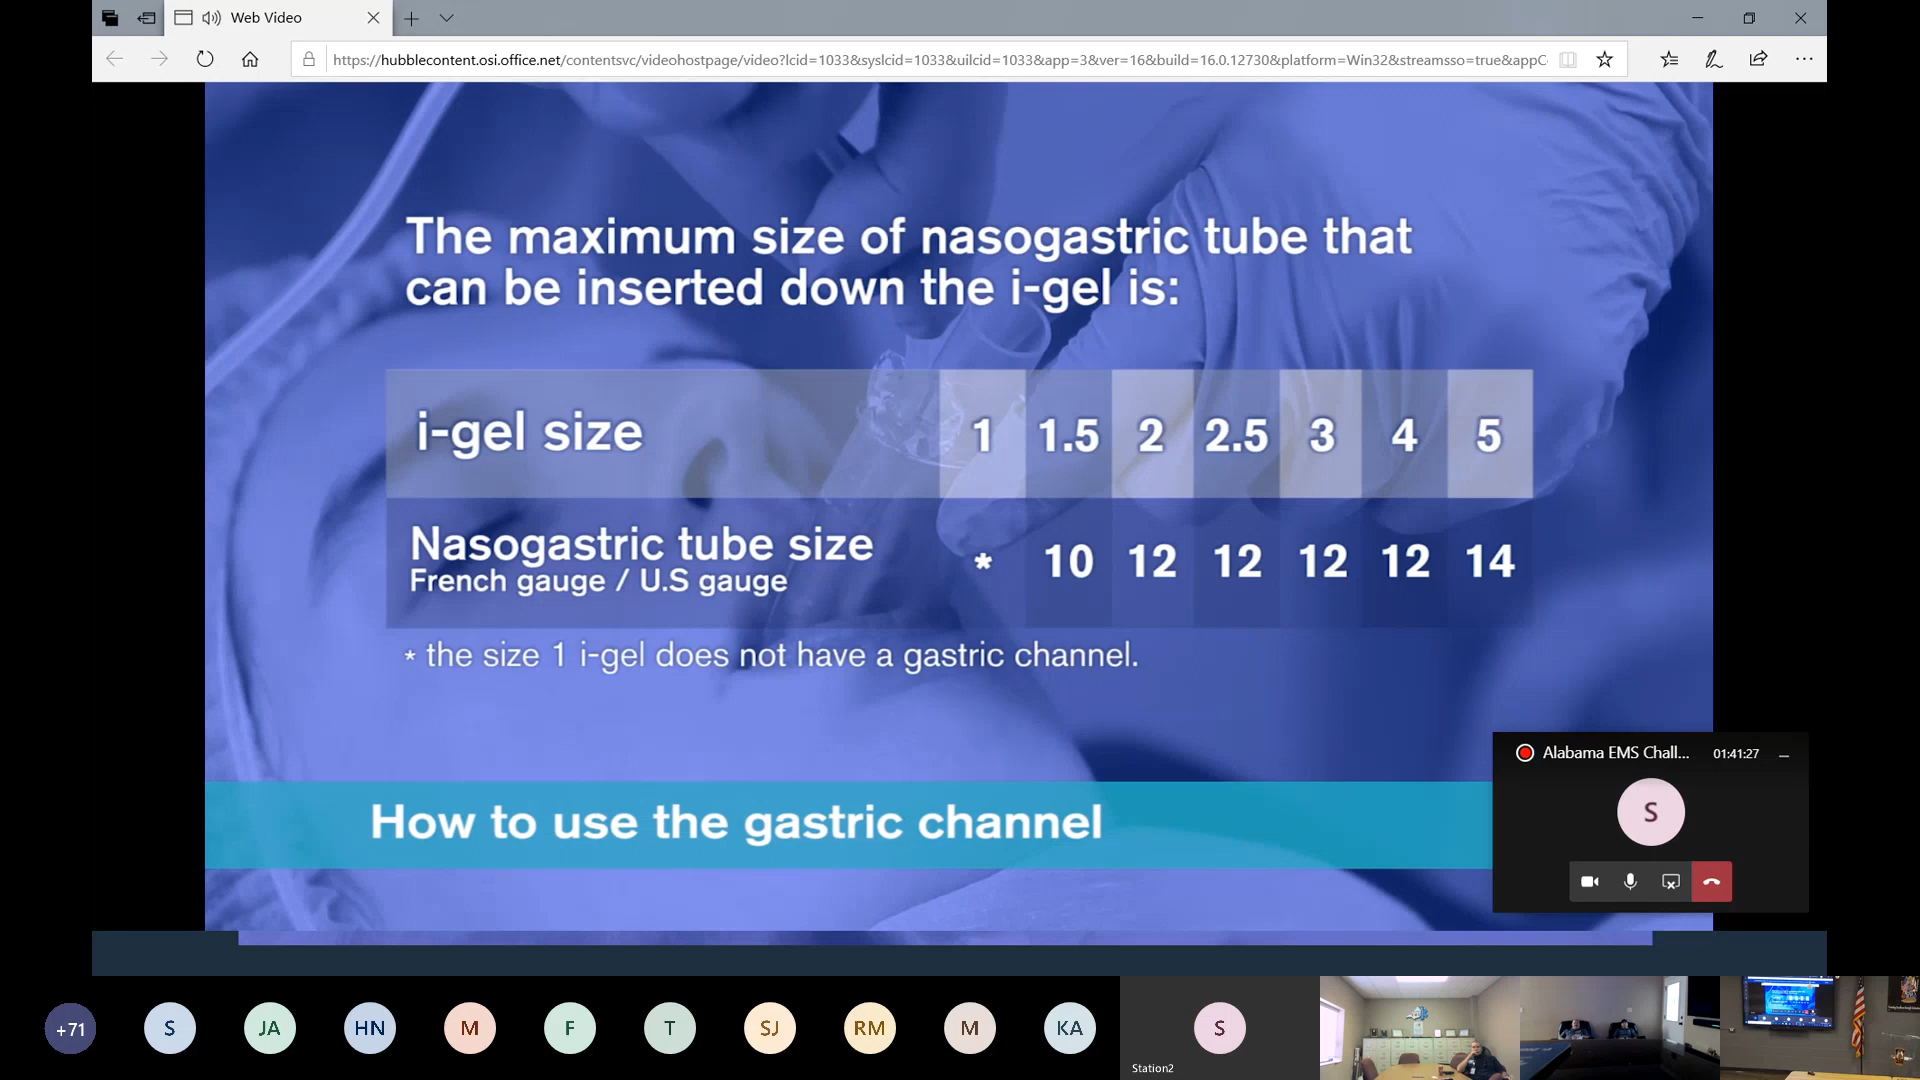 Web Video
https://hubblecontent.osi.office.net/contentsvc/videohostpage/video?lcid=1033&syslcid=1033&uilcid=1033&app=3&ver=16&build=16.0.12730&platform=Win32&streamsso=true&appC
The maximum size of nasogastric tube that
can be inserted down the i-gel is:
i-gel size 1 1.5 2 2.5 3 4 5
Nasogastric tube size * 10 12 12 12 12 14
French gauge / U.S gauge
* the size 1 i-gel does not have a gastric channel.
How to use the gastric channel
Alabama EMS Chall... 01:41:27
S
+71 S JA HN M F T SJ RM M KA S
Station2